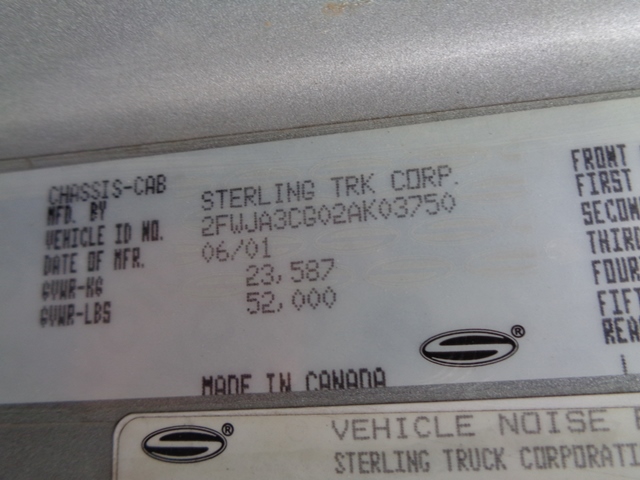 CHASSIS-CAB
MFD. BY STERLING TRK CORP.
VEHICLE ID NO. 2FWJA3CG02AK03750
DATE OF MFR. 06/01
GVWR-KG 23,587
GVWR-LBS 52,000
MADE IN CANADA
FRONT
FIRST
SECON
THIRD
FOUR
FIFT
REA
VEHICLE NOISE
STERLING TRUCK CORPORATI